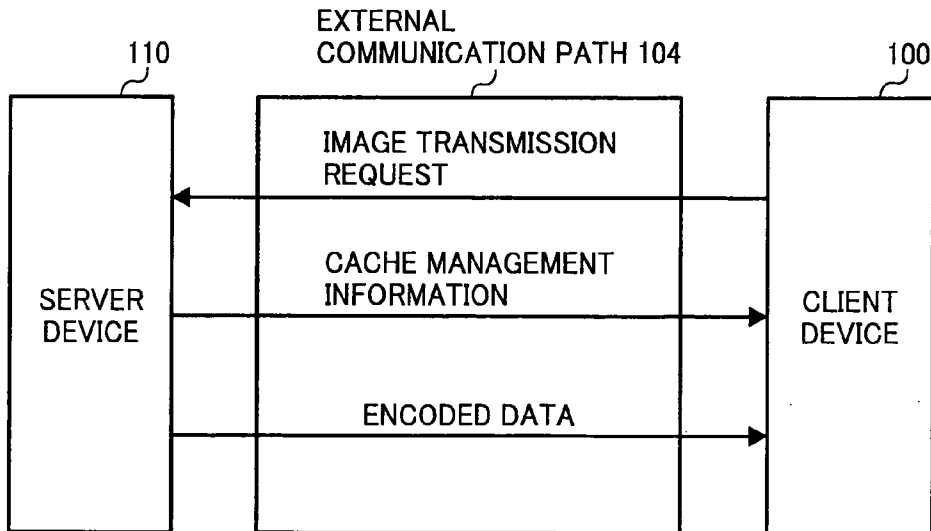 EXTERNAL
COMMUNICATION PATH 104
110
100
IMAGE TRANSMISSION
REQUEST
CACHE MANAGEMENT
INFORMATION
SERVER
DEVICE
CLIENT
DEVICE
ENCODED DATA